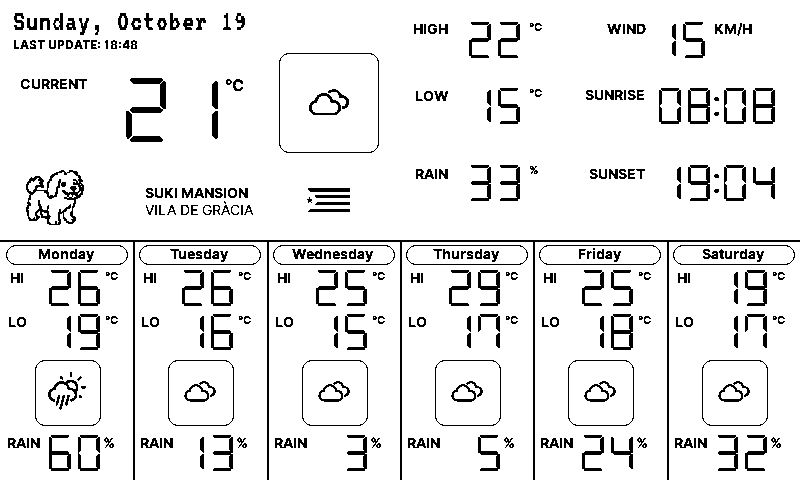 Sunday, October 19
LAST UPDATE: 18:48
CURRENT 21 °C
HIGH 22 °C
LOW 15 °C
RAIN 33 %
WIND 15 KM/H
SUNRISE 08:08
SUNSET 19:04
SUKI MANSION
VILA DE GRÀCIA
Monday
HI 26 °C
LO 19 °C
RAIN 60 %
Tuesday
HI 26 °C
LO 16 °C
RAIN 13 %
Wednesday
HI 25 °C
LO 15 °C
RAIN 3 %
Thursday
HI 29 °C
LO 17 °C
RAIN 5 %
Friday
HI 25 °C
LO 18 °C
RAIN 24 %
Saturday
HI 19 °C
LO 17 °C
RAIN 32 %